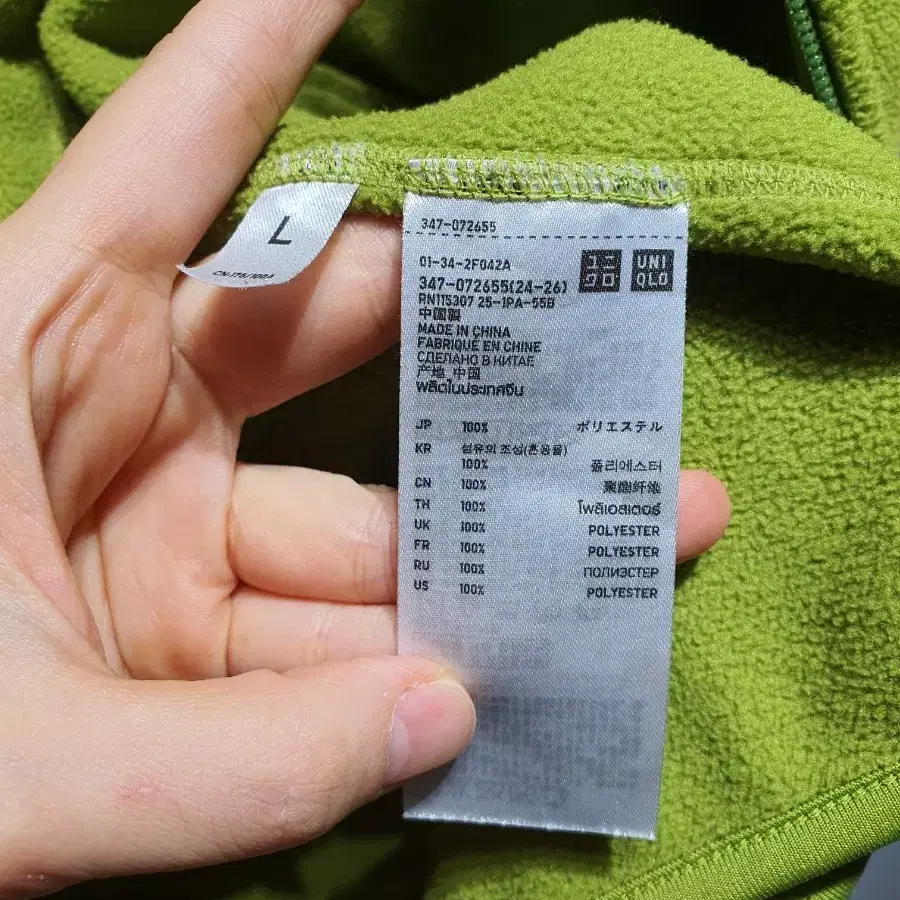 L
CN:175/100A
347-072655
01-34-2F042A
ユニ
クロ
UNI
QLO
347-072655(24-26)
RN115307 25-1PA-55B
中国製
MADE IN CHINA
FABRIQUÉ EN CHINE
СДЕЛАНО В КИТАЕ
产地 中国
ผลิตในประเทศจีน
JP 100% ポリエステル
KR 섬유의 조성(혼용율)
100% 폴리에스터
CN 100% 聚酯纤维
TH 100% โพลิเอสเตอร์
UK 100% POLYESTER
FR 100% POLYESTER
RU 100% ПОЛИЭСТЕР
US 100% POLYESTER